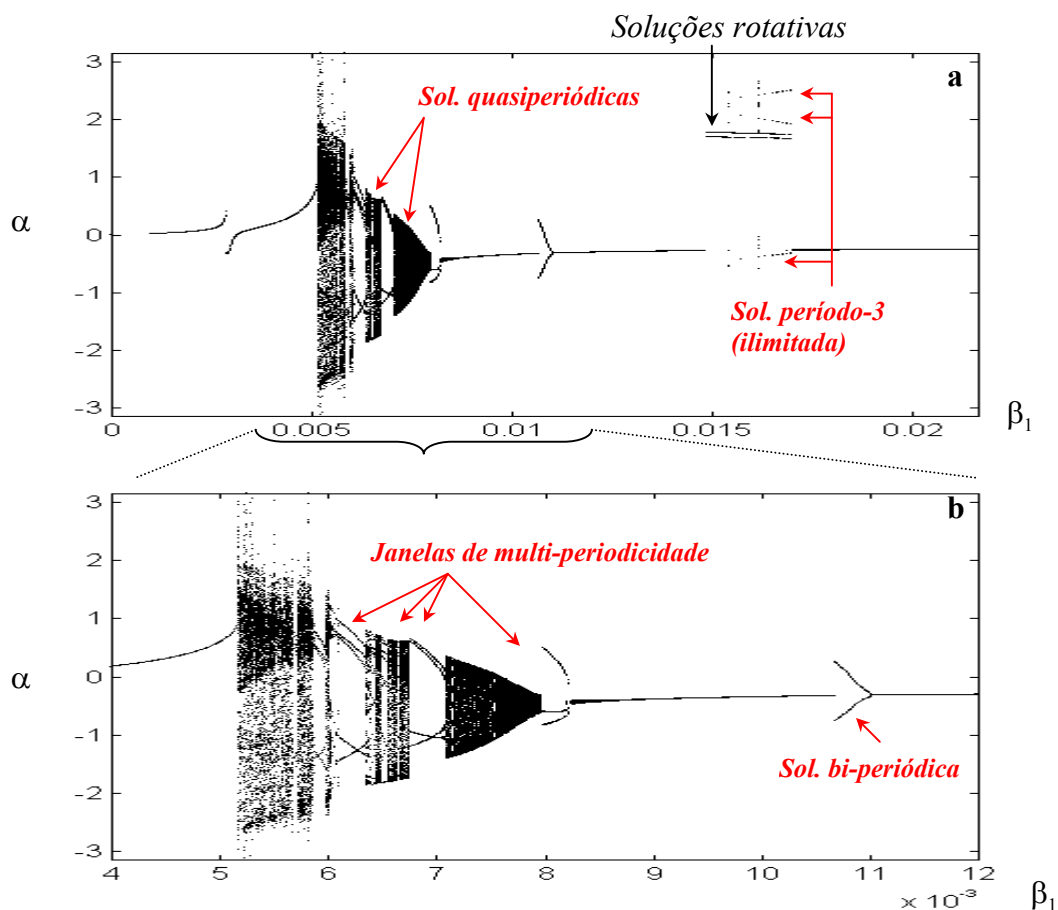 Soluções rotativas
a
3
Sol. quasiperiódicas
2
1
α
0
-1
Sol. período-3
(ilimitada)
-2
-3
0
0.005
0.01
0.015
0.02
β1
b
3
Janelas de multi-periodicidade
2
1
α
0
-1
Sol. bi-periódica
-2
-3
4
5
6
7
8
9
10
11
12
x 10-3
β1